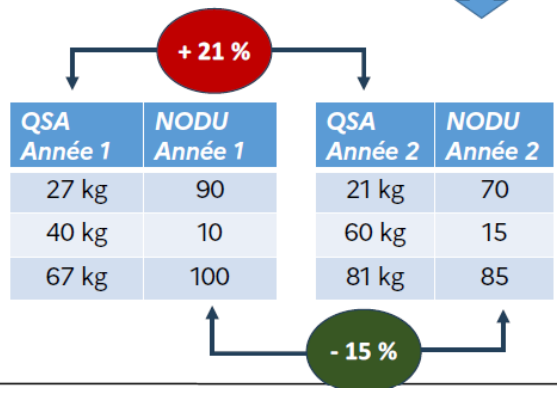 + 21 %
QSA NODU QSA NODU
Année 1 Année 1 Année 2 Année 2
27 kg 90 21 kg 70
40 kg 10 60 kg 15
67 kg 100 81 kg 85
- 15 %